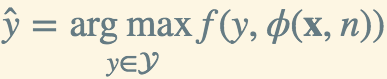 ŷ = arg max f(y, ϕ(𝐱, n))
y∈𝒴